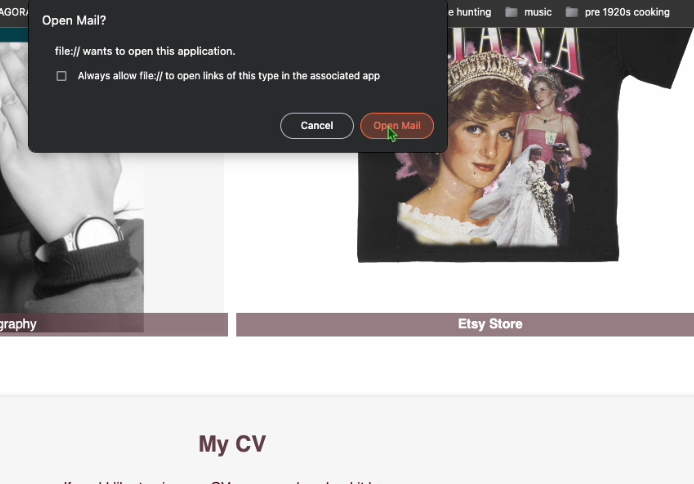 AGORA
e hunting
music
pre 1920s cooking
Open Mail?
file:// wants to open this application.
Always allow file:// to open links of this type in the associated app
Cancel
Open Mail
graphy
Etsy Store
My CV